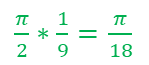 π/2 * 1/9 = π/18